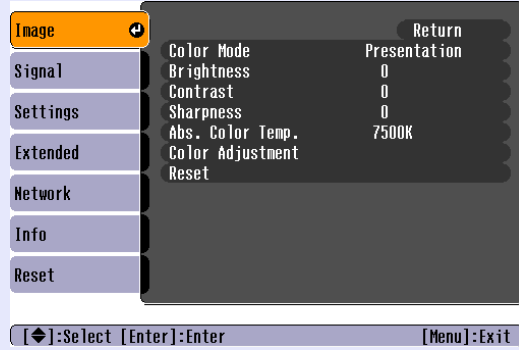 Image
Signal
Settings
Extended
Network
Info
Reset
Return
Color Mode Presentation
Brightness 0
Contrast 0
Sharpness 0
Abs. Color Temp. 7500K
Color Adjustment
Reset
[◆]:Select [Enter]:Enter [Menu]:Exit